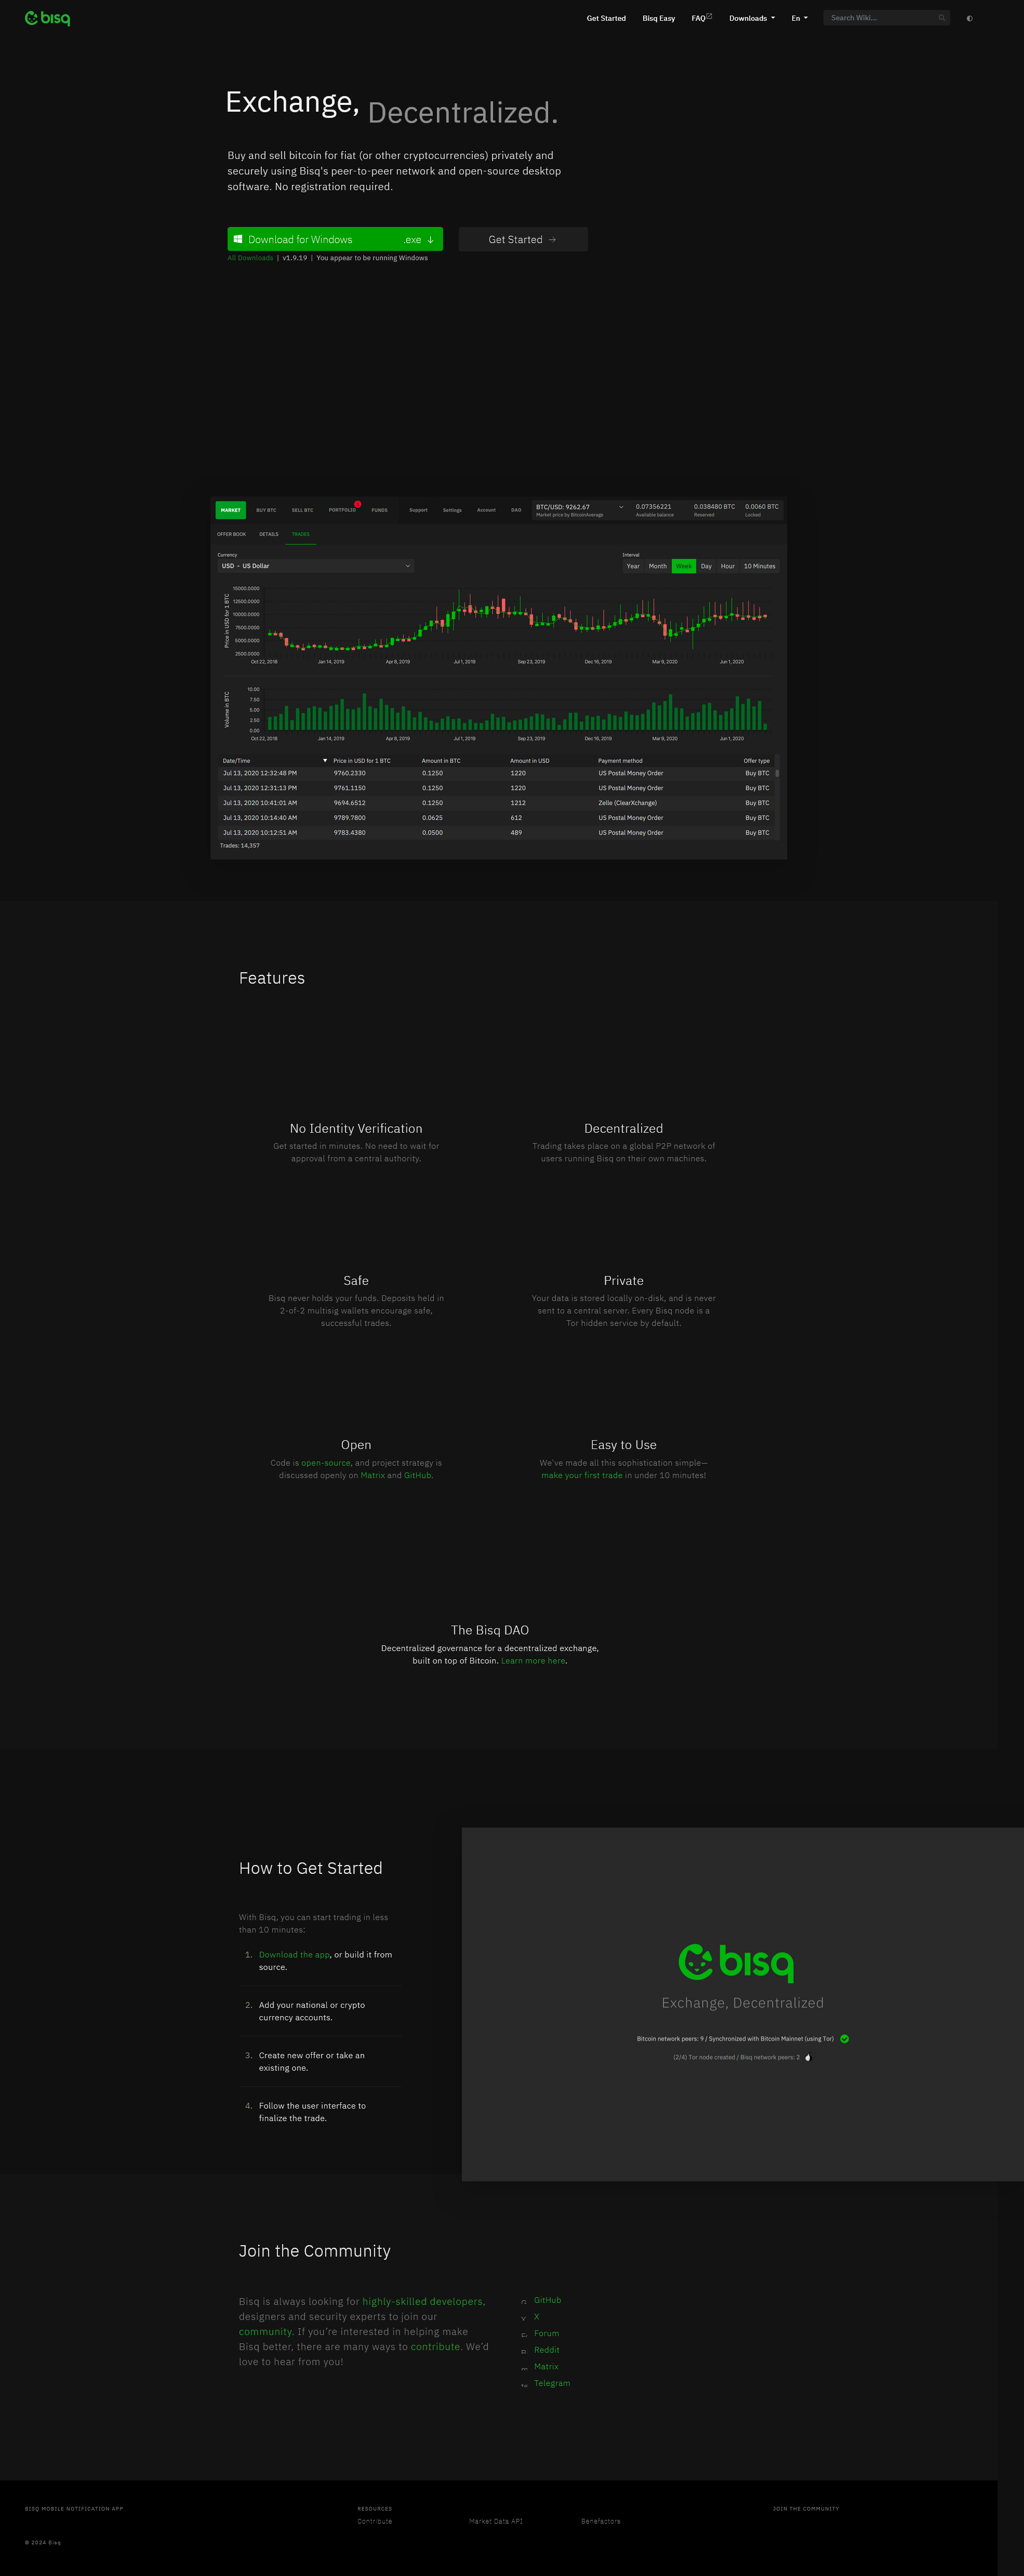 bisq
Get Started
Bisq Easy
FAQ
Downloads
En
Search Wiki...
Exchange, Decentralized.
Buy and sell bitcoin for fiat (or other cryptocurrencies) privately and
securely using Bisq's peer-to-peer network and open-source desktop
software. No registration required.
Download for Windows .exe
Get Started
All Downloads | v1.9.19 | You appear to be running Windows
MARKET BUY BTC SELL BTC PORTFOLIO FUNDS Support Settings Account DAO
BTC/USD: 9262.67 0.07356221 0.038480 BTC 0.0060 BTC
Market price by BitcoinAverage Available balance Reserved Locked
OFFER BOOK DETAILS TRADES
Currency
USD - US Dollar
Interval
Year Month Week Day Hour 10 Minutes
Price in USD for 1 BTC
15000.0000
12500.0000
10000.0000
7500.0000
5000.0000
2500.0000
Oct 22, 2018 Jan 14, 2019 Apr 8, 2019 Jul 1, 2019 Sep 23, 2019 Dec 16, 2019 Mar 9, 2020 Jun 1, 2020
Volume in BTC
10.00
7.50
5.00
2.50
0.00
Oct 22, 2018 Jan 14, 2019 Apr 8, 2019 Jul 1, 2019 Sep 23, 2019 Dec 16, 2019 Mar 9, 2020 Jun 1, 2020
Date/Time Price in USD for 1 BTC Amount in BTC Amount in USD Payment method Offer type
Jul 13, 2020 12:32:48 PM 9760.2330 0.1250 1220 US Postal Money Order Buy BTC
Jul 13, 2020 12:31:13 PM 9761.1150 0.1250 1220 US Postal Money Order Buy BTC
Jul 13, 2020 10:41:01 AM 9694.6512 0.1250 1212 Zelle (ClearXchange) Buy BTC
Jul 13, 2020 10:14:40 AM 9789.7800 0.0625 612 US Postal Money Order Buy BTC
Jul 13, 2020 10:12:51 AM 9783.4380 0.0500 489 US Postal Money Order Buy BTC
Trades: 14,357
Features
No Identity Verification
Get started in minutes. No need to wait for
approval from a central authority.
Decentralized
Trading takes place on a global P2P network of
users running Bisq on their own machines.
Safe
Bisq never holds your funds. Deposits held in
2-of-2 multisig wallets encourage safe,
successful trades.
Private
Your data is stored locally on-disk, and is never
sent to a central server. Every Bisq node is a
Tor hidden service by default.
Open
Code is open-source, and project strategy is
discussed openly on Matrix and GitHub.
Easy to Use
We've made all this sophistication simple—
make your first trade in under 10 minutes!
The Bisq DAO
Decentralized governance for a decentralized exchange,
built on top of Bitcoin. Learn more here.
How to Get Started
With Bisq, you can start trading in less
than 10 minutes:
1. Download the app, or build it from
source.
2. Add your national or crypto
currency accounts.
3. Create new offer or take an
existing one.
4. Follow the user interface to
finalize the trade.
bisq
Exchange, Decentralized
Bitcoin network peers: 9 / Synchronized with Bitcoin Mainnet (using Tor)
(2/4) Tor node created / Bisq network peers: 2
Join the Community
Bisq is always looking for highly-skilled developers,
designers and security experts to join our
community. If you're interested in helping make
Bisq better, there are many ways to contribute. We'd
love to hear from you!
GitHub
X
Forum
Reddit
Matrix
Telegram
BISQ MOBILE NOTIFICATION APP
RESOURCES
Contribute
Market Data API
Benefactors
JOIN THE COMMUNITY
© 2024 Bisq